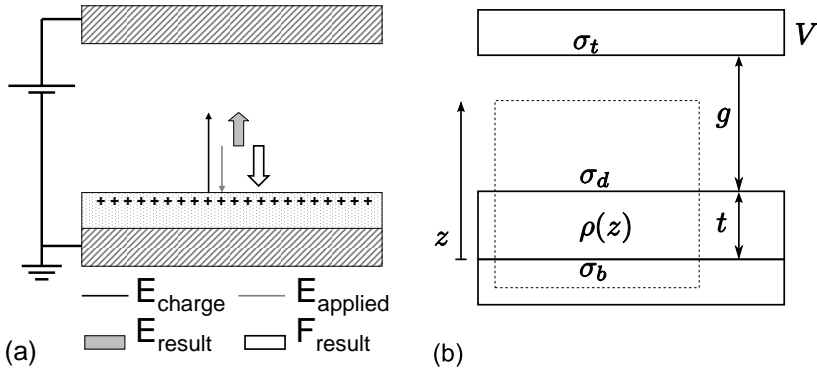 E_charge E_applied
E_result F_result
(a)
σ_t V
g
σ_d
z ρ(z) t
σ_b
(b)